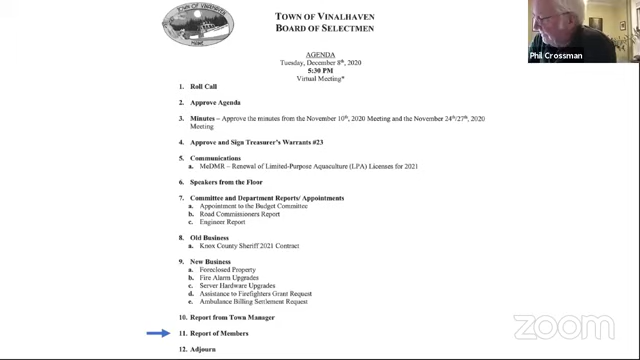 TOWN OF VINALHAVEN
MAINE
TOWN OF VINALHAVEN
BOARD OF SELECTMEN
AGENDA
Tuesday, December 8th, 2020
5:30 PM
Virtual Meeting*
1. Roll Call
2. Approve Agenda
3. Minutes – Approve the minutes from the November 10th, 2020 Meeting and the November 24th/27th, 2020
Meeting
4. Approve and Sign Treasurer's Warrants #23
5. Communications
a. MeDMR – Renewal of Limited-Purpose Aquaculture (LPA) Licenses for 2021
6. Speakers from the Floor
7. Committee and Department Reports/ Appointments
a. Appointment to the Budget Committee
b. Road Commissioners Report
c. Engineer Report
8. Old Business
a. Knox County Sheriff 2021 Contract
9. New Business
a. Foreclosed Property
b. Fire Alarm Upgrades
c. Server Hardware Upgrades
d. Assistance to Firefighters Grant Request
e. Ambulance Billing Settlement Request
10. Report from Town Manager
11. Report of Members
12. Adjourn
Phil Crossman
zoom